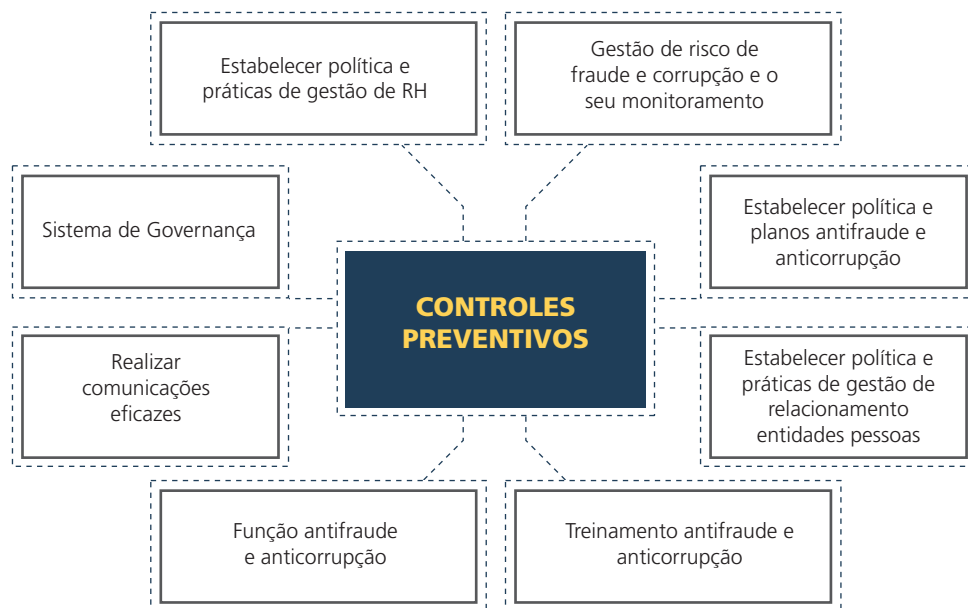 Estabelecer política e
práticas de gestão de RH
Gestão de risco de
fraude e corrupção e o
seu monitoramento
Sistema de Governança
Estabelecer política e
planos antifraude e
anticorrupção
CONTROLES
PREVENTIVOS
Realizar
comunicações
eficazes
Estabelecer política e
práticas de gestão de
relacionamento
entidades pessoas
Função antifraude
e anticorrupção
Treinamento antifraude e
anticorrupção